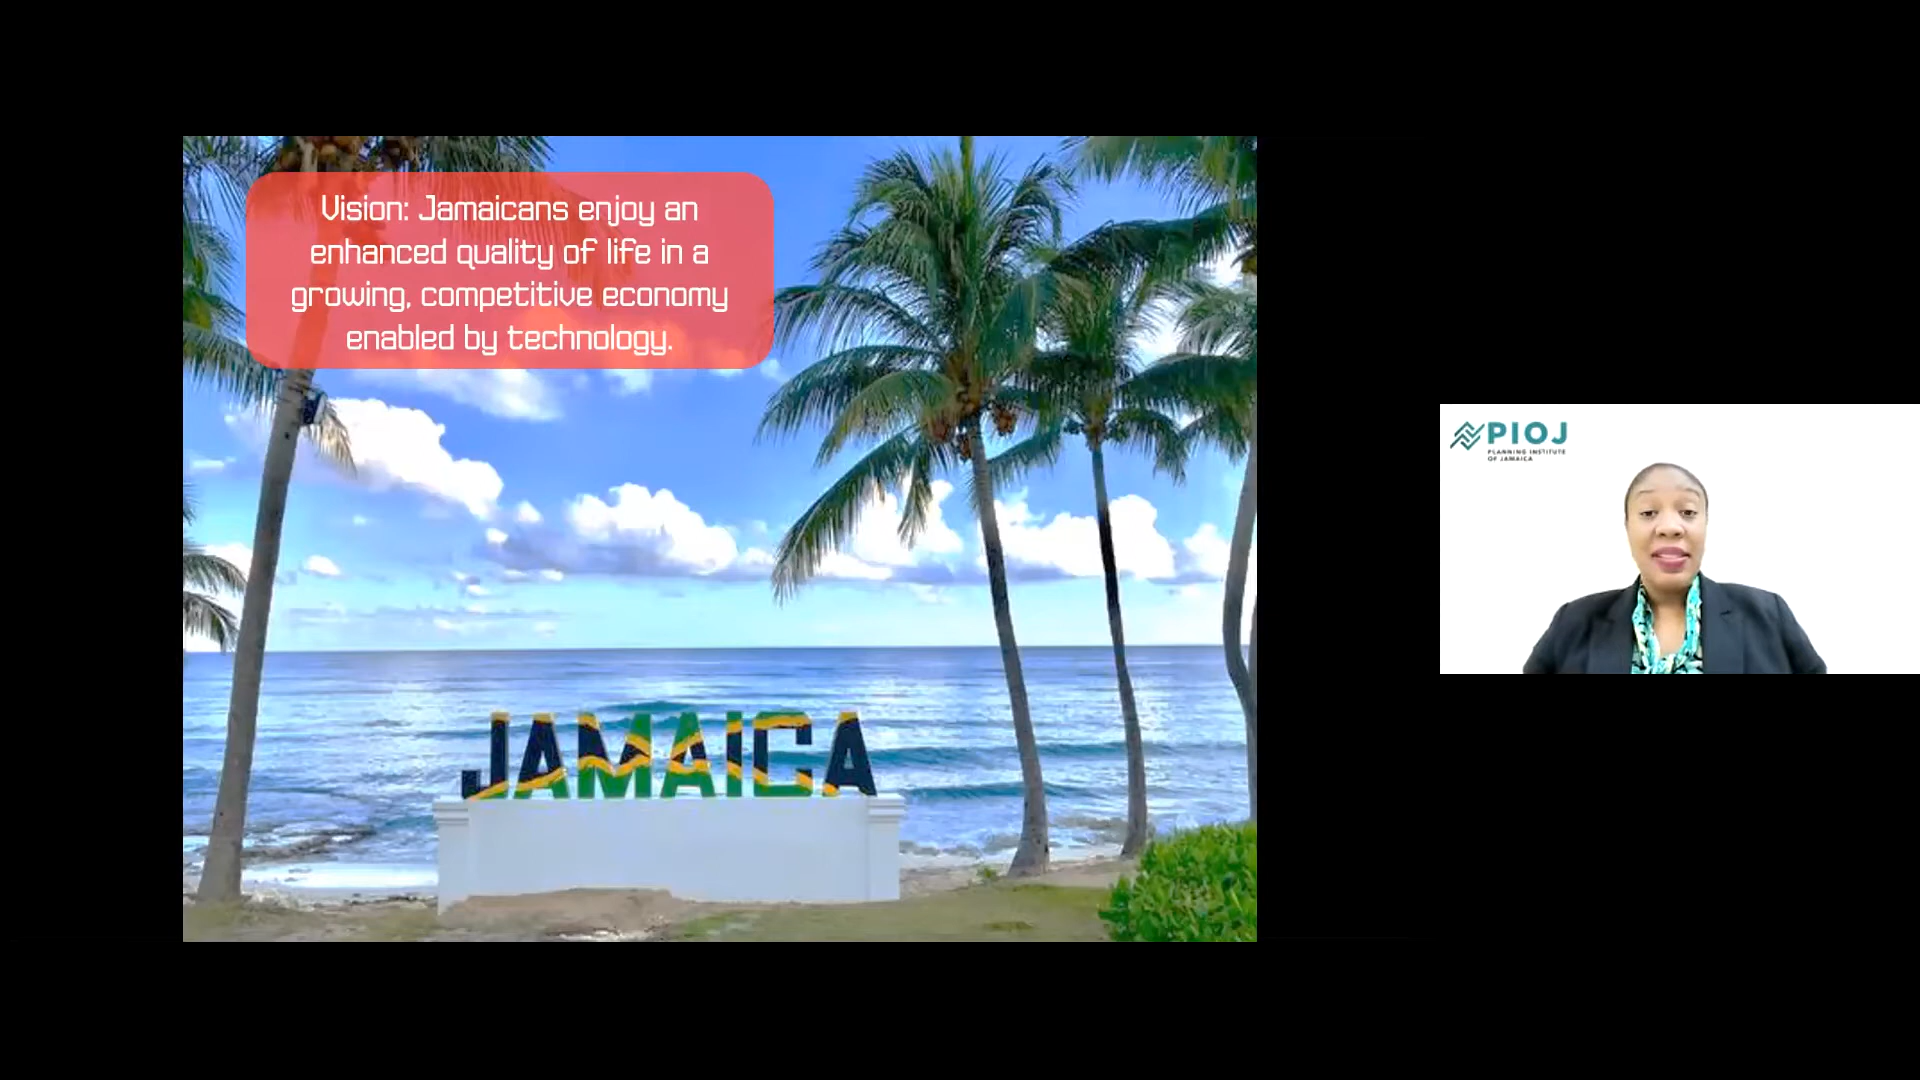 Vision: Jamaicans enjoy an
enhanced quality of life in a
growing, competitive economy
enabled by technology.
JAMAICA
PIOJ
PLANNING INSTITUTE
OF JAMAICA